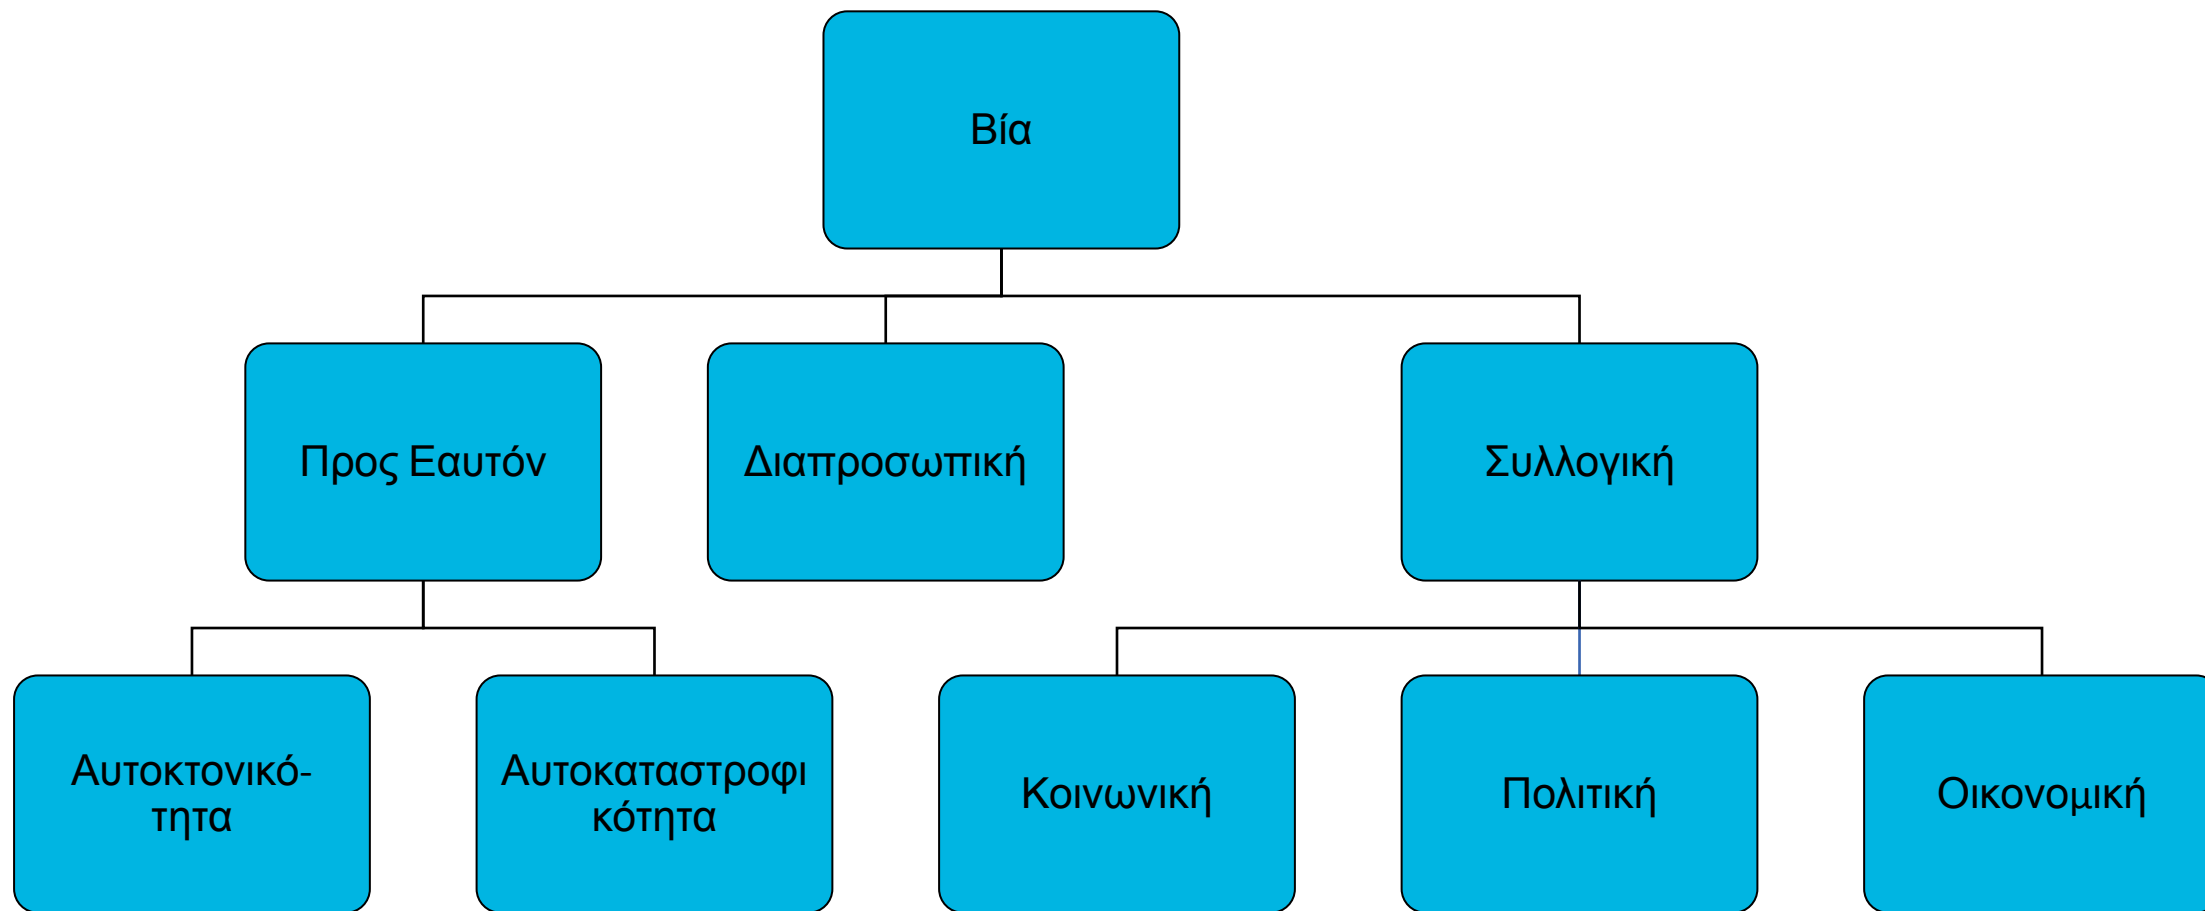 Βία
Προς Εαυτόν
Διαπροσωπική
Συλλογική
Αυτοκτονικό-
τητα
Αυτοκαταστροφι
κότητα
Κοινωνική
Πολιτική
Οικονομική